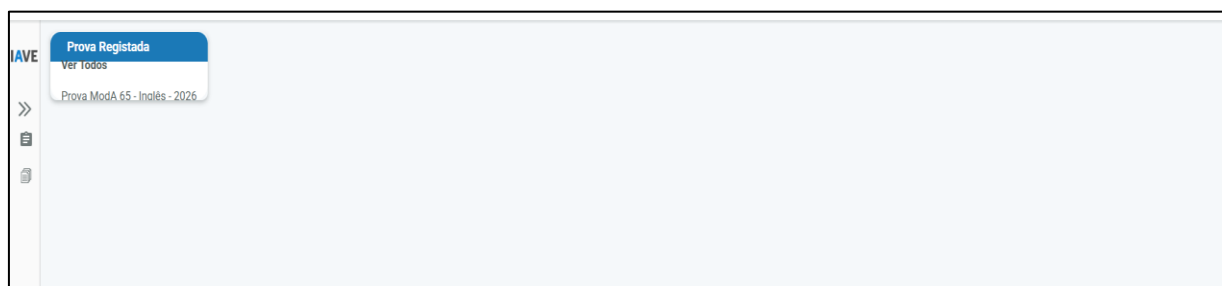 IAVE
Prova Registada
Ver Todos
Prova ModA 65 - Inglês - 2026